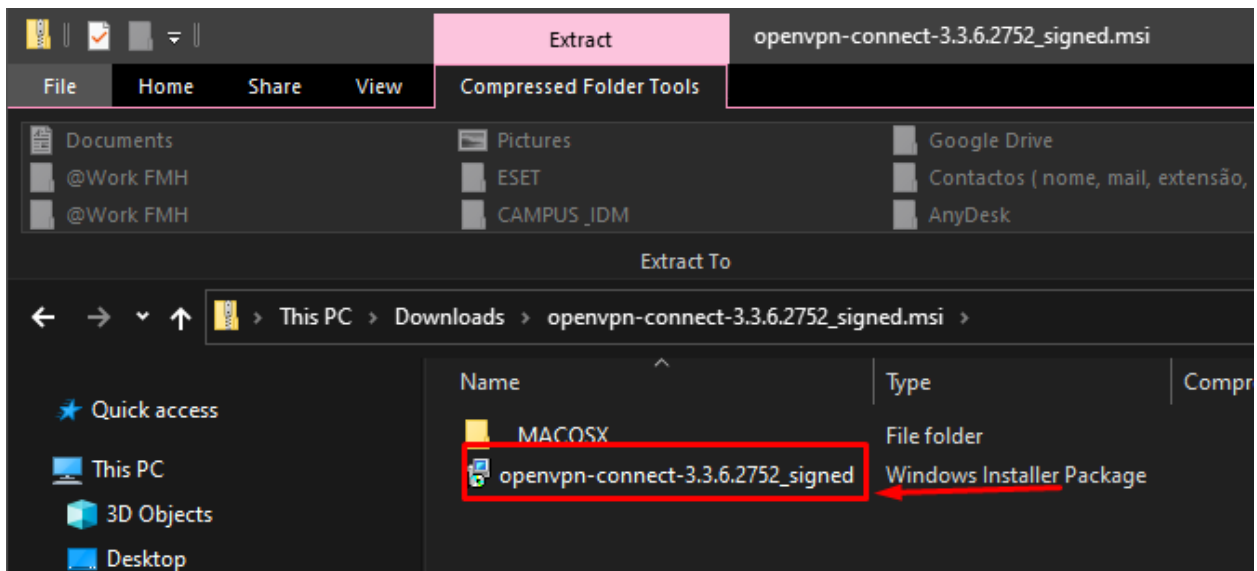 Extract openvpn-connect-3.3.6.2752_signed.msi
File Home Share View Compressed Folder Tools
Documents Pictures Google Drive
@Work FMH ESET Contactos ( nome, mail, extensão,
@Work FMH CAMPUS_IDM AnyDesk
Extract To
This PC > Downloads > openvpn-connect-3.3.6.2752_signed.msi >
Name Type Compr
Quick access
__MACOSX File folder
This PC
openvpn-connect-3.3.6.2752_signed Windows Installer Package
3D Objects
Desktop